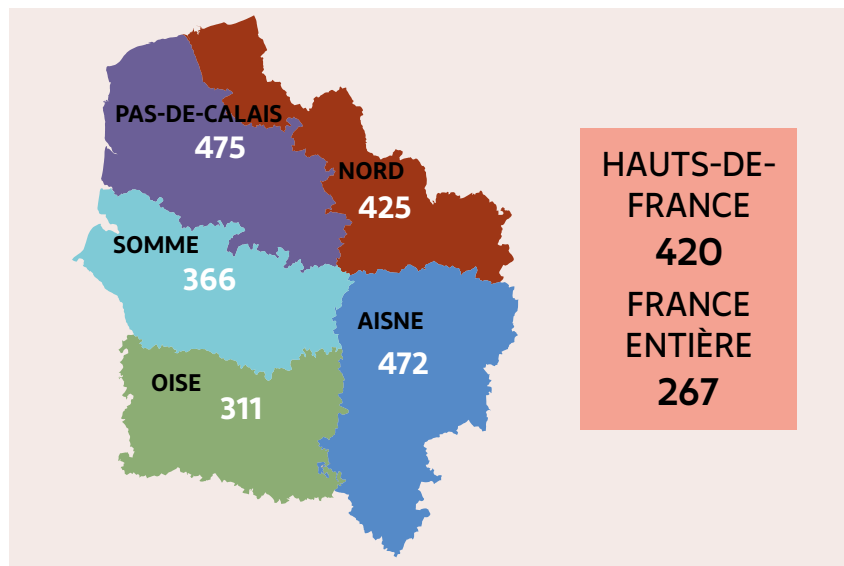 PAS-DE-CALAIS
475
NORD
425
SOMME
366
AISNE
472
OISE
311
HAUTS-DE-
FRANCE
420
FRANCE
ENTIÈRE
267